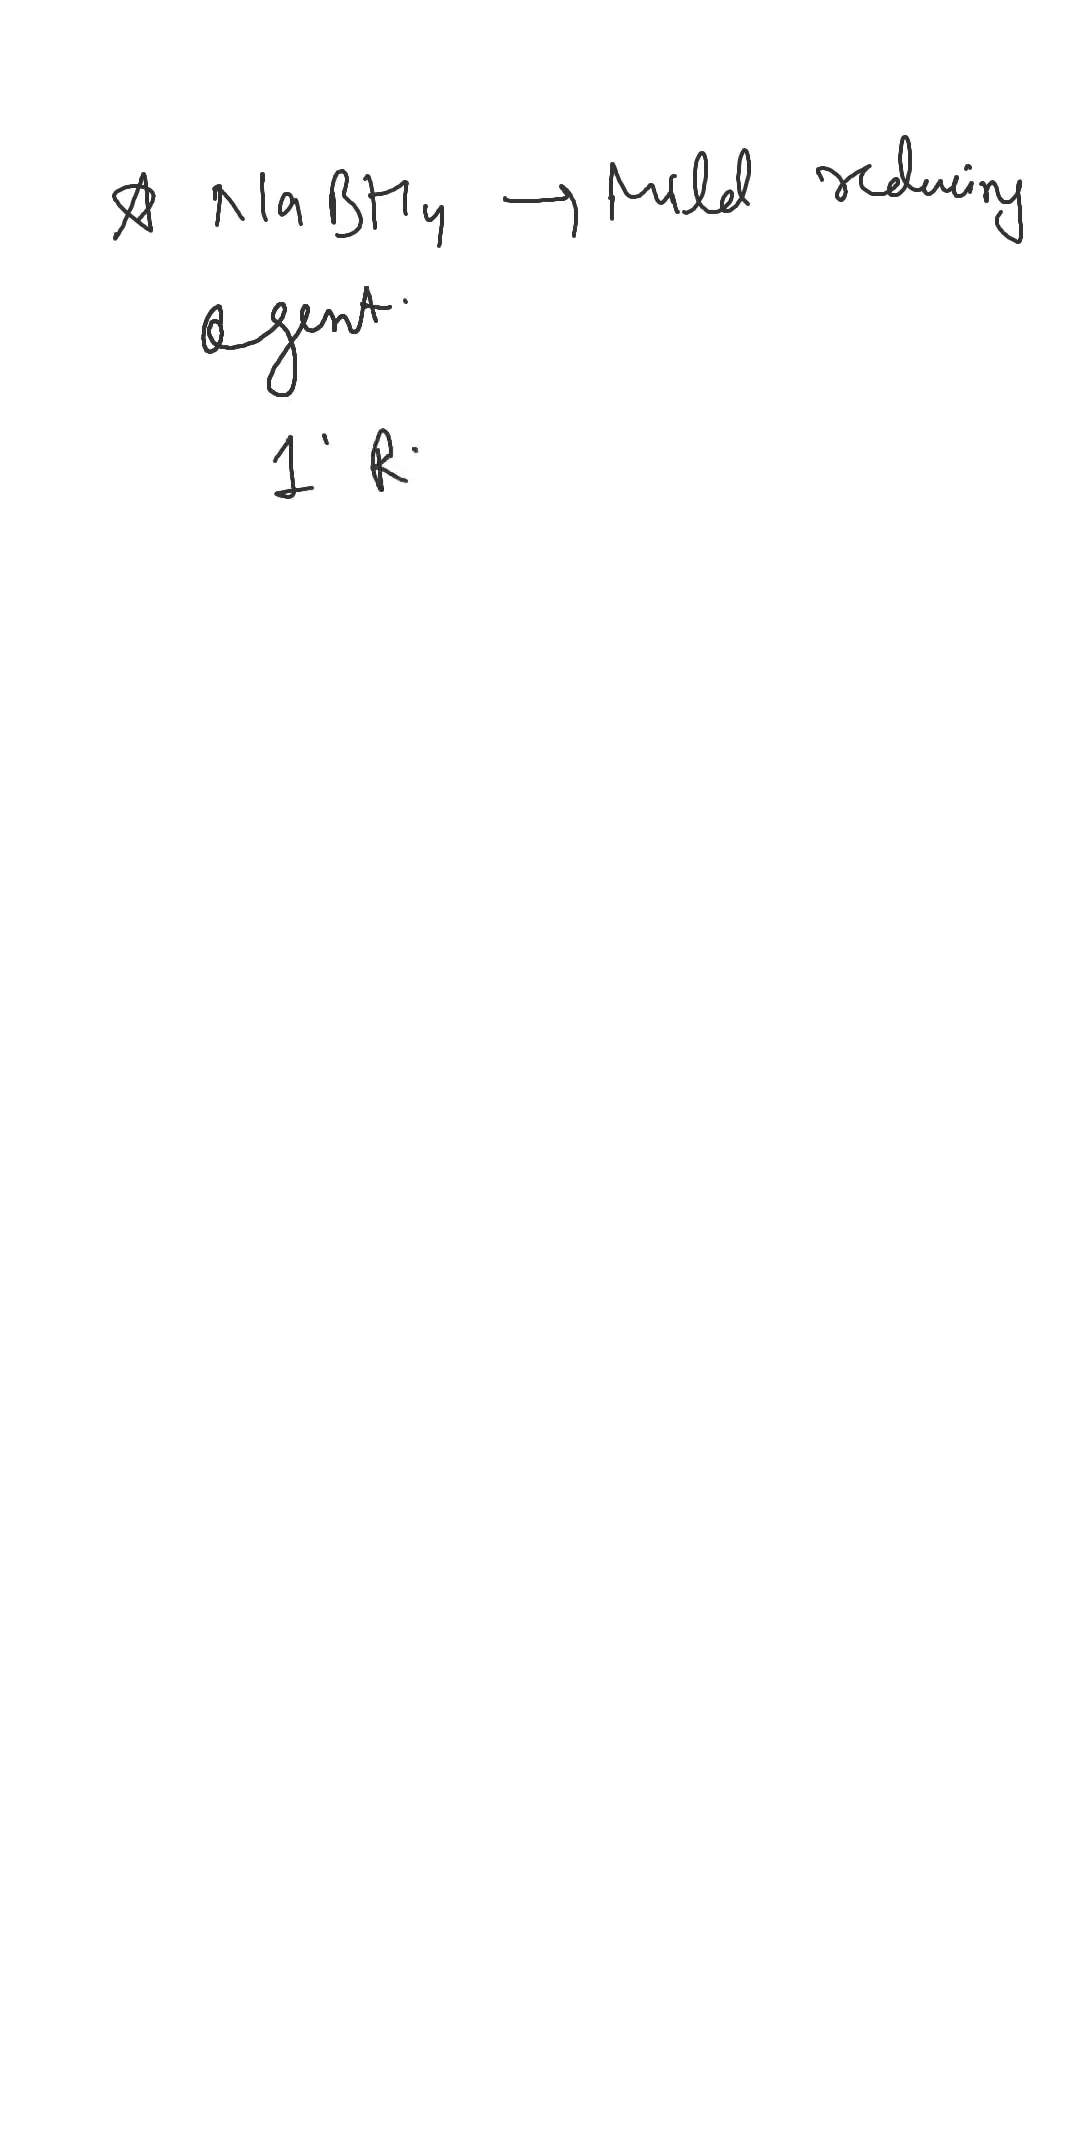 ☆ NaBH4 → Mild reducing
agent.
1' R.